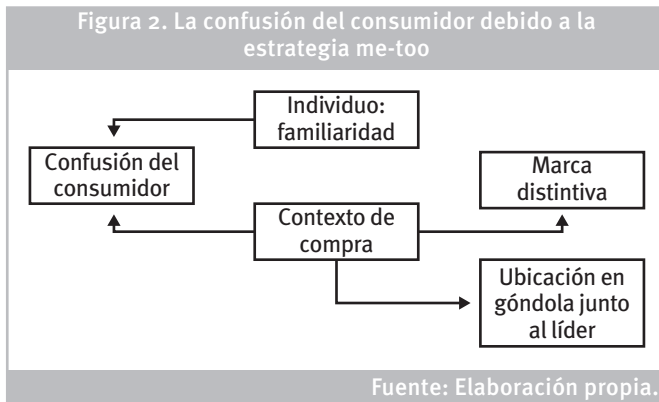 Figura 2. La confusión del consumidor debido a la
estrategia me-too
Individuo:
familiaridad
Confusión del
consumidor
Marca
distintiva
Contexto de
compra
Ubicación en
góndola junto
al líder
Fuente: Elaboración propia.